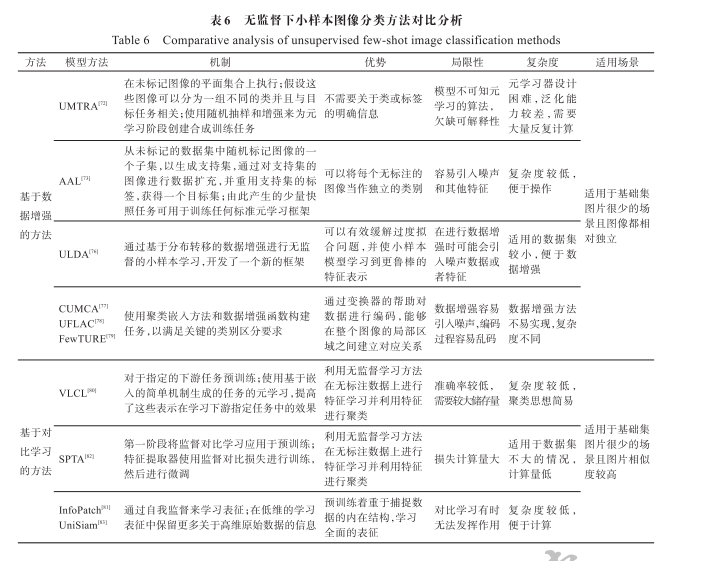 表6 无监督下小样本图像分类方法对比分析
Table 6 Comparative analysis of unsupervised few-shot image classification methods
方法 模型方法 机制 优势 局限性 复杂度 适用场景
基于数
据增强
的方法
UMTRA[72]
在未标记图像的平面集合上执行;假设这
些图像可以分为一组不同的类并且与目
标任务相关;使用随机抽样和增强来为元
学习阶段创建合成训练任务
不需要关于类或标签
的明确信息
模型不可知元
学习的算法,
欠缺可解释性
元学习器设计
困难,泛化能
力较差,需要
大量反复计算
AAL[73]
从未标记的数据集中随机标记图像的一
个子集,以生成支持集,通过对支持集的
图像进行数据扩充,并重用支持集的标
签,获得一个目标集;由此产生的少量快
照任务可用于训练任何标准元学习框架
可以将每个无标注的
图像当作独立的类别
容易引入噪声
和其他特征
复杂度较低,
便于操作
ULDA[76]
通过基于分布转移的数据增强进行无监
督的小样本学习,开发了一个新的框架
可以有效缓解过度拟
合问题,并使小样本
模型学习到更鲁棒的
特征表示
在进行数据增
强时可能会引
入噪声数据或
者特征
适用的数据集
较小,便于数
据增强
CUMCA[77]
UFLAC[78]
FewTURE[79]
使用聚类嵌入方法和数据增强函数构建
任务,以满足关键的类别区分要求
通过变换器的帮助对
数据进行编码,能够
在整个图像的局部区
域之间建立对应关系
数据增强容易
引入噪声,编码
过程容易乱码
数据增强方法
不易实现,复杂
度不同
适用于基础集
图片很少的场
景且图像都相
对独立
基于对
比学习
的方法
VLCL[80]
对于指定的下游任务预训练;使用基于嵌
入的简单机制生成的任务的元学习,提高
了这些表示在学习下游指定任务中的效果
利用无监督学习方法
在无标注数据上进行
特征学习并利用特征
进行聚类
准确率较低,
需要较大储存量
复杂度较低,
聚类思想简易
SPTA[82]
第一阶段将监督对比学习应用于预训练;
特征提取器使用监督对比损失进行训练,
然后进行微调
利用无监督学习方法
在无标注数据上进行
特征学习并利用特征
进行聚类
损失计算量大
适用于数据集
不大的情况,
计算量低
InfoPatch[81]
UniSiam[83]
通过自我监督来学习表征;在低维的学习
表征中保留更多关于高维原始数据的信息
预训练着重于捕捉数
据的内在结构,学习
全面的表征
对比学习有时
无法发挥作用
复杂度较低,
便于计算
适用于基础集
图片很少的场
景且图片相似
度较高